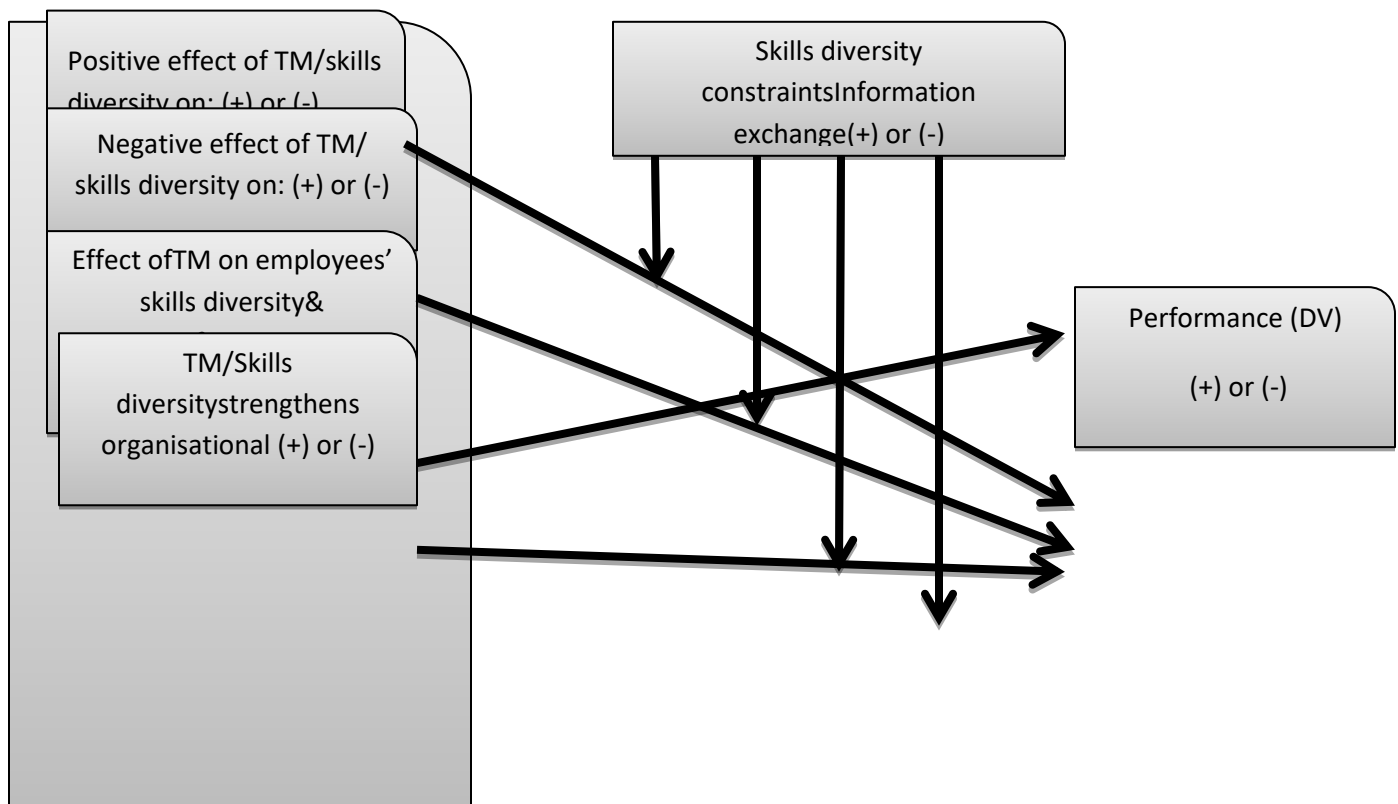 Positive effect of TM/skills
diversity on: (+) or (-)
Negative effect of TM/
skills diversity on: (+) or (-)
Effect ofTM on employees’
skills diversity&
TM/Skills
diversitystrengthens
organisational (+) or (-)
Skills diversity
constraintsInformation
exchange(+) or (-)
Performance (DV)
(+) or (-)